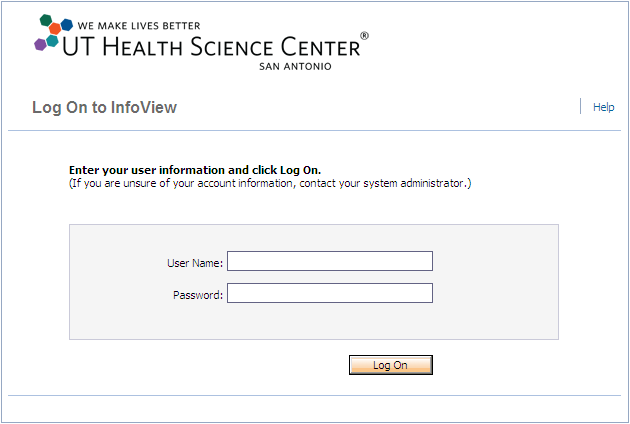 WE MAKE LIVES BETTER
UT HEALTH SCIENCE CENTER®
SAN ANTONIO
Log On to InfoView
Help
Enter your user information and click Log On.
(If you are unsure of your account information, contact your system administrator.)
User Name:
Password:
Log On